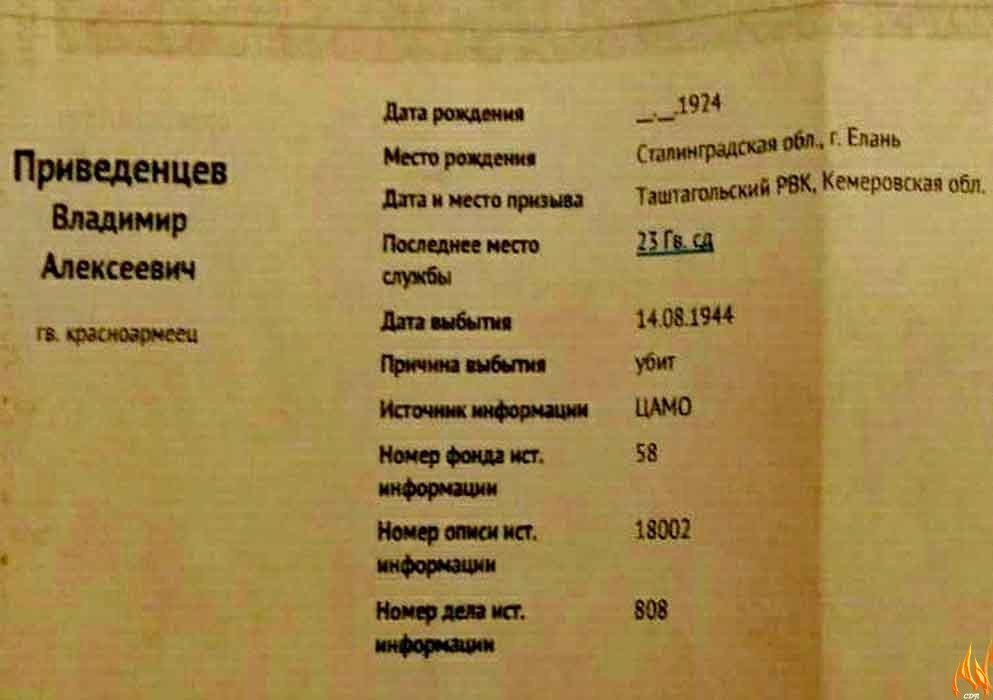 Приведенцев
Владимир
Алексеевич
гв. красноармеец
Дата рождения __.__.1924
Место рождения Сталинградская обл., г. Елань
Дата и место призыва Таштагольский РВК, Кемеровская обл.
Последнее место 23 Гв. сд
службы
Дата выбытия 14.08.1944
Причина выбытия убит
Источник информации ЦАМО
Номер фонда ист. 58
информации
Номер описи ист. 18002
информации
Номер дела ист. 808
информации